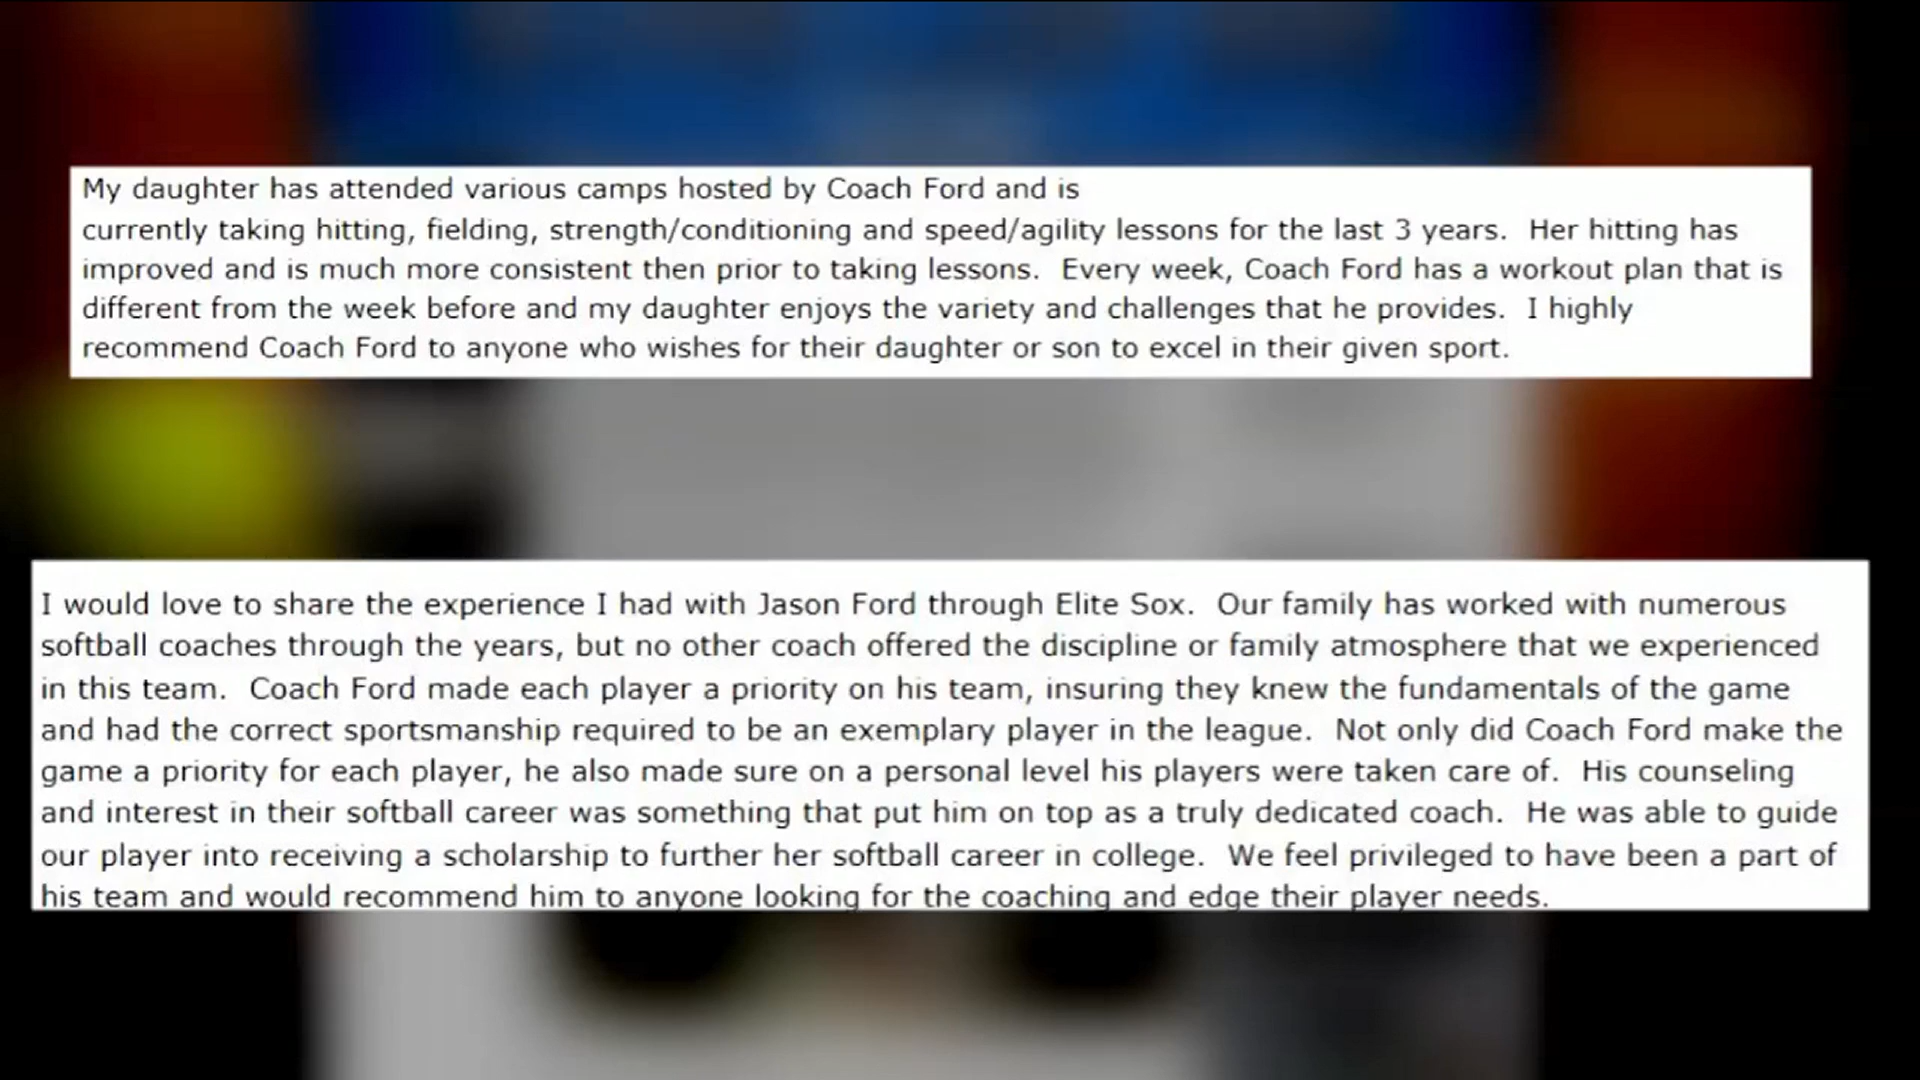 My daughter has attended various camps hosted by Coach Ford and is
currently taking hitting, fielding, strength/conditioning and speed/agility lessons for the last 3 years. Her hitting has
improved and is much more consistent then prior to taking lessons. Every week, Coach Ford has a workout plan that is
different from the week before and my daughter enjoys the variety and challenges that he provides. I highly
recommend Coach Ford to anyone who wishes for their daughter or son to excel in their given sport.
I would love to share the experience I had with Jason Ford through Elite Sox. Our family has worked with numerous
softball coaches through the years, but no other coach offered the discipline or family atmosphere that we experienced
in this team. Coach Ford made each player a priority on his team, insuring they knew the fundamentals of the game
and had the correct sportsmanship required to be an exemplary player in the league. Not only did Coach Ford make the
game a priority for each player, he also made sure on a personal level his players were taken care of. His counseling
and interest in their softball career was something that put him on top as a truly dedicated coach. He was able to guide
our player into receiving a scholarship to further her softball career in college. We feel privileged to have been a part of
his team and would recommend him to anyone looking for the coaching and edge their player needs.